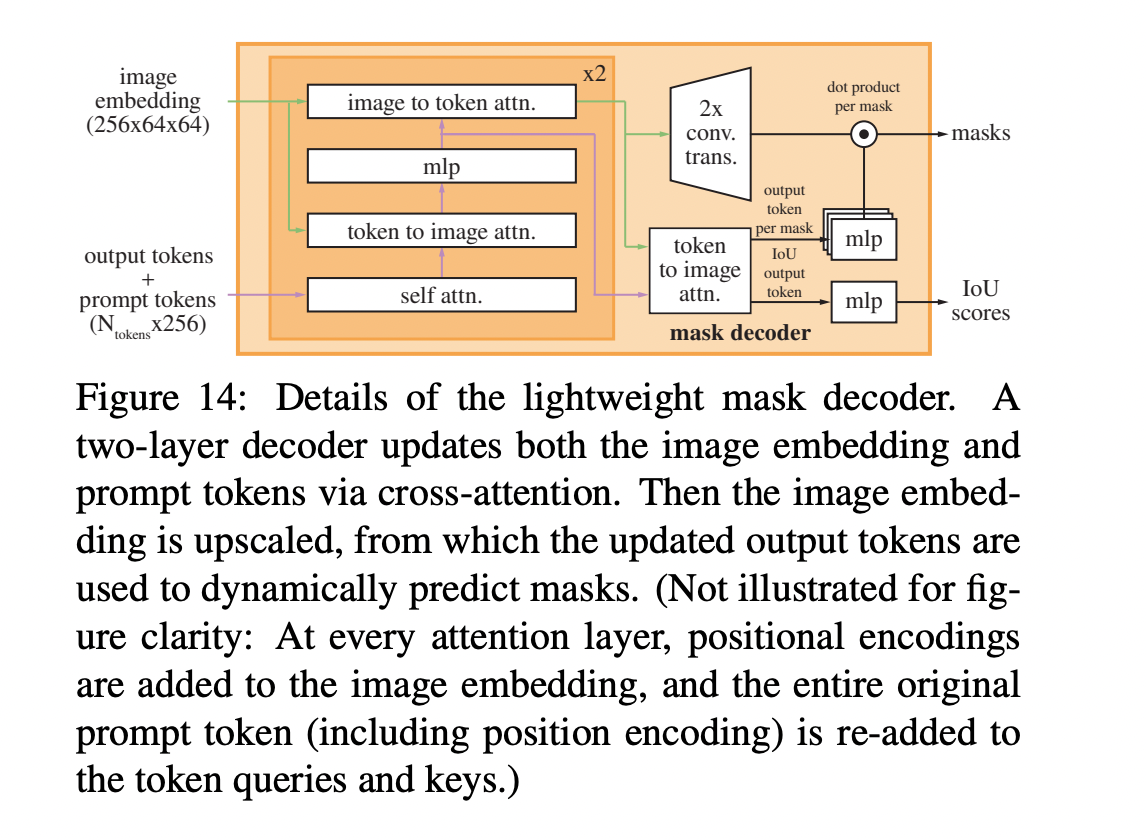 image
embedding
(256x64x64)
output tokens
+
prompt tokens
(Ntokensx256)
x2
image to token attn.
mlp
token to image attn.
self attn.
2x
conv.
trans.
token
to image
attn.
mask decoder
dot product
per mask
output
token
per mask
IoU
output
token
mlp
mlp
masks
IoU
scores
Figure 14: Details of the lightweight mask decoder. A
two-layer decoder updates both the image embedding and
prompt tokens via cross-attention. Then the image embed-
ding is upscaled, from which the updated output tokens are
used to dynamically predict masks. (Not illustrated for fig-
ure clarity: At every attention layer, positional encodings
are added to the image embedding, and the entire original
prompt token (including position encoding) is re-added to
the token queries and keys.)